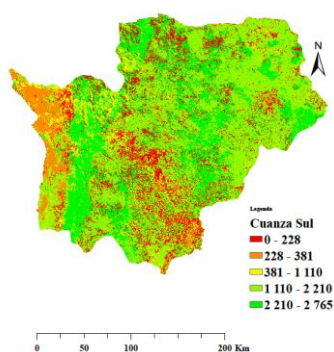 N
Legenda
Cuanza Sul
0 - 228
228 - 381
381 - 1 110
1 110 - 2 210
2 210 - 2 765
0 50 100 200 Km